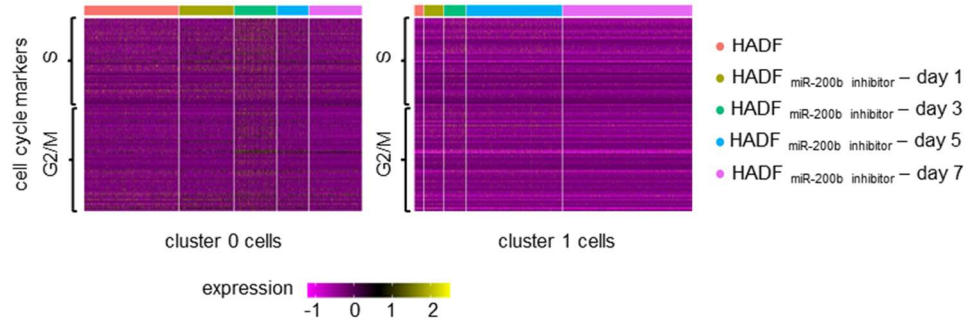 cell cycle markers
S
G2/M
S
G2/M
cluster 0 cells
cluster 1 cells
HADF
HADF miR-200b inhibitor – day 1
HADF miR-200b inhibitor – day 3
HADF miR-200b inhibitor – day 5
HADF miR-200b inhibitor – day 7
expression
-1 0 1 2